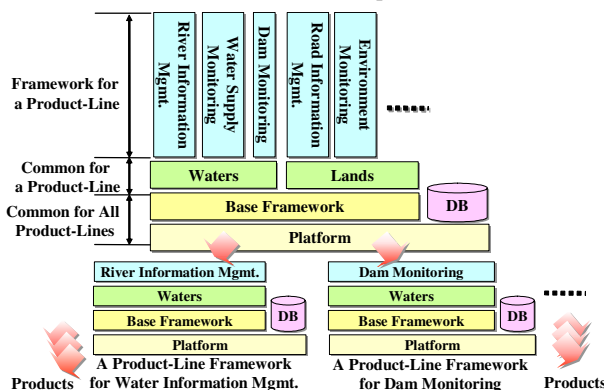 Framework for
a Product-Line
River Information
Mgmt.
Water Supply
Monitoring
Dam Monitoring
Road Information
Mgmt.
Environment
Monitoring
Common for
a Product-Line
Waters
Lands
Common for All
Product-Lines
Base Framework
DB
Platform
River Information Mgmt.
Waters
Base Framework
DB
Platform
Dam Monitoring
Waters
Base Framework
DB
Platform
Products
A Product-Line Framework
for Water Information Mgmt.
A Product-Line Framework
for Dam Monitoring
Products